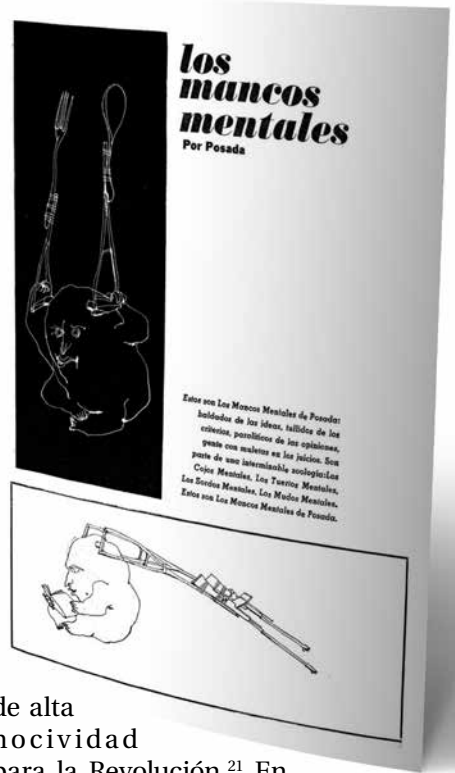 los
mancos
mentales
Por Posada
Estos son Los Mancos Mentales de Posada:
baldados de las ideas, tullidos de los
criterios, paralíticos de las opiniones,
gente con muletas en los juicios. Son
parte de una interminable zoología: Los
Cojos Mentales, Los Tuertos Mentales,
Los Sordos Mentales, Los Mudos Mentales.
Estos son Los Mancos Mentales de Posada.
de alta
nocividad
para la Revolución.²¹ En